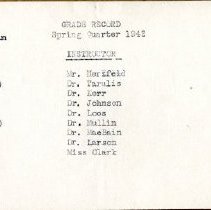 GRADE RECORD
Spring Quarter 1942
INSTRUCTOR
Mr. Herkfeld
Dr. Tarulis
Dr. Kerr
Dr. Johnson
Dr. Loos
Dr. Mullin
Dr. MacBain
Dr. Larson
Miss Clark